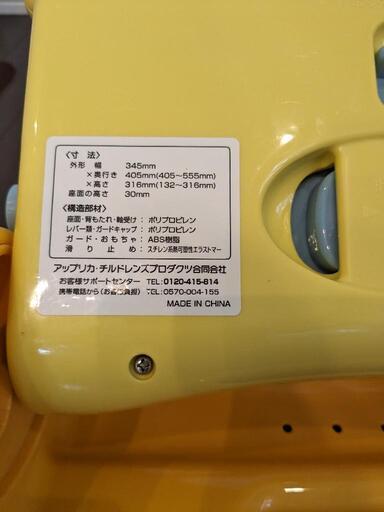 〈寸 法〉
外形 幅 345mm
×奥行き 405mm(405〜555mm)
×高さ 316mm(132〜316mm)
座面の高さ 30mm
〈構造部材〉
座面・背もたれ・軸受け：ポリプロピレン
レバー類・ガードキャップ：ポリプロピレン
ガード・おもちゃ：ABS樹脂
滑り止め：スチレン系熱可塑性エラストマー
アップリカ・チルドレンズプロダクツ合同会社
お客様サポートセンター TEL：0120-415-814
携帯電話から（お客様負担） TEL：0570-004-155
MADE IN CHINA